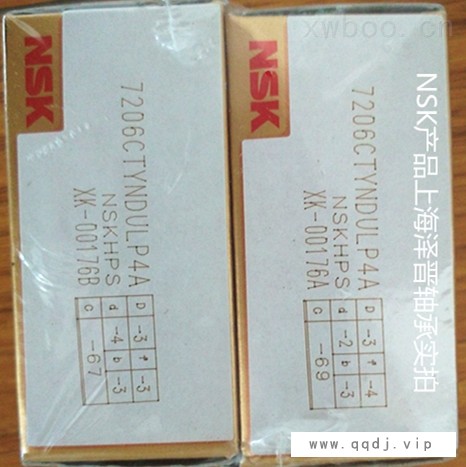 NSK
7206CTYNDULP4A
NSKHPS
XK-00176B
D -3 f -3
d -4 b -3
C -67
NSK
7206CTYNDULP4A
NSKHPS
XK-00176A
D -3 f -4
d -2 b -3
C -69
xwboo.cn
NSK产品上海泽晋轴承实拍
www.qqdj.vip